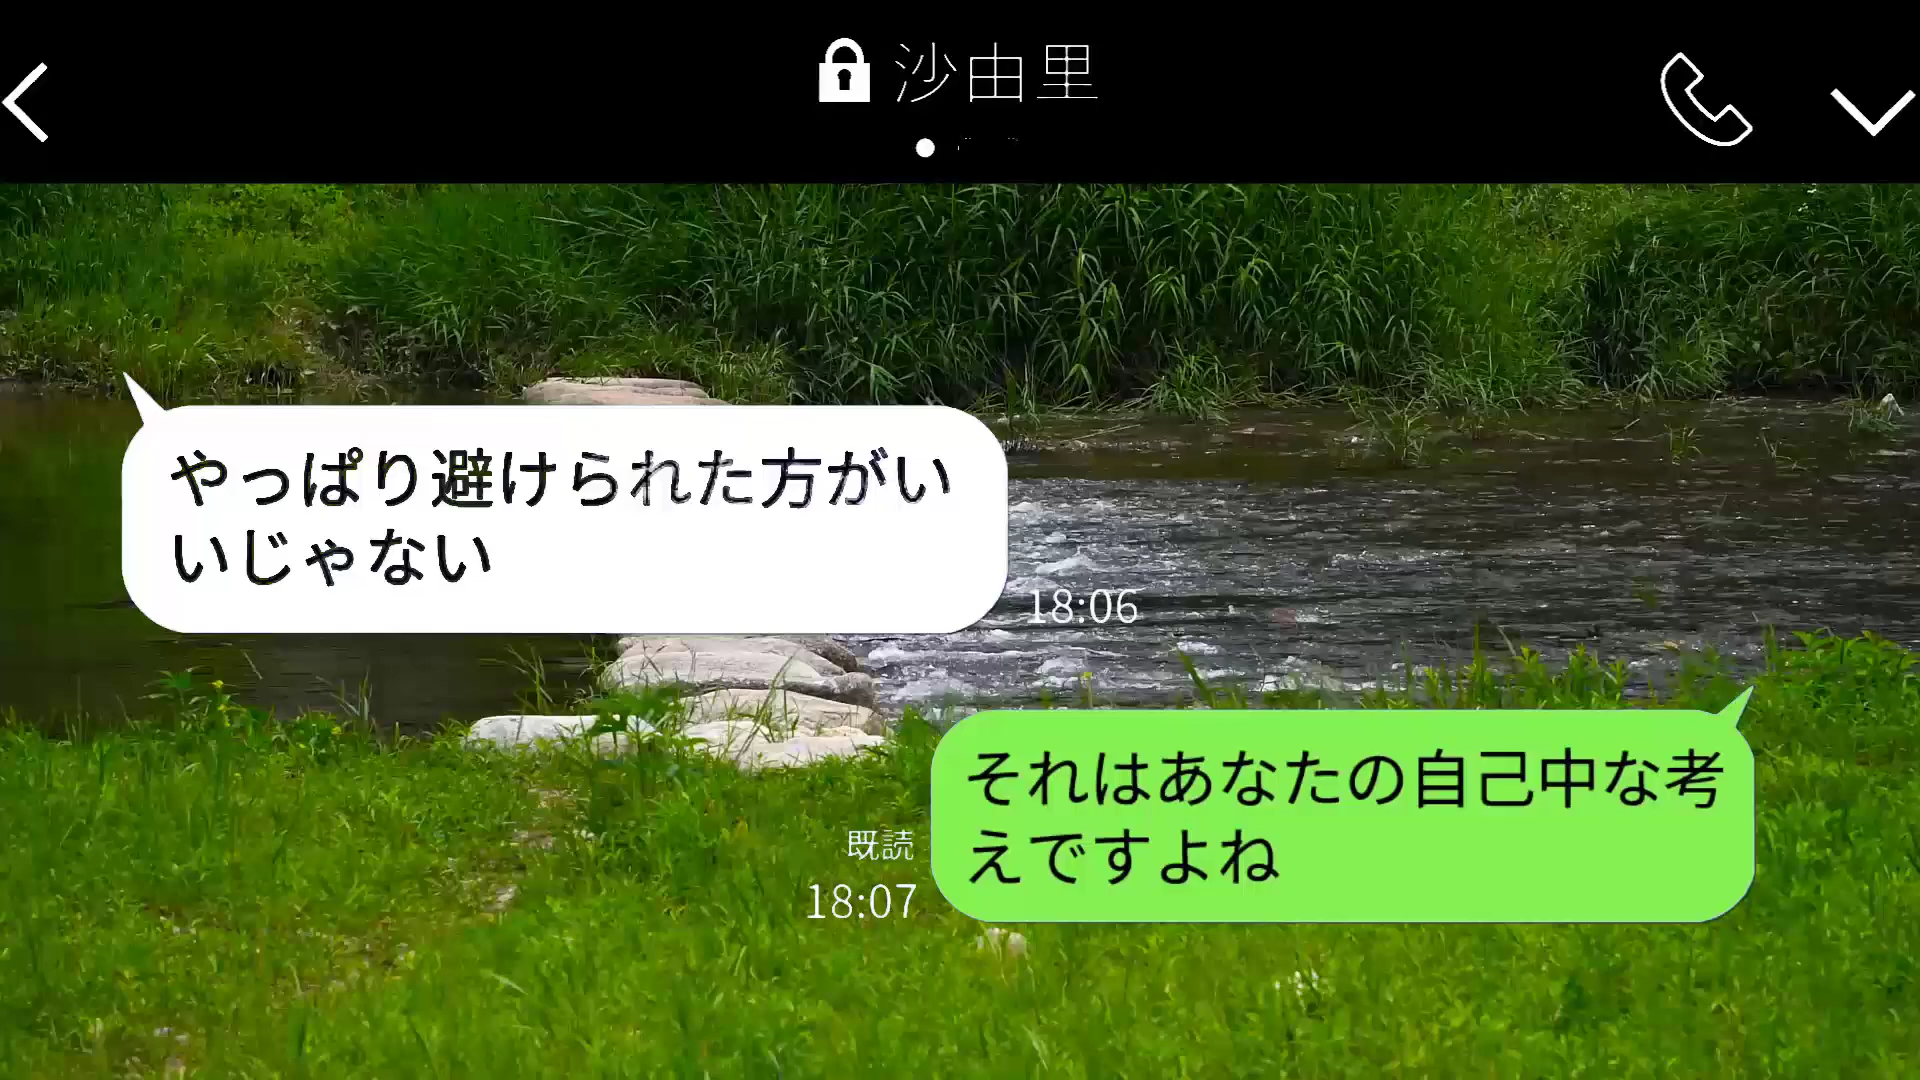 沙由里
やっぱり避けられた方がい
いじゃない
18:06
それはあなたの自己中な考
えですよね
既読
18:07